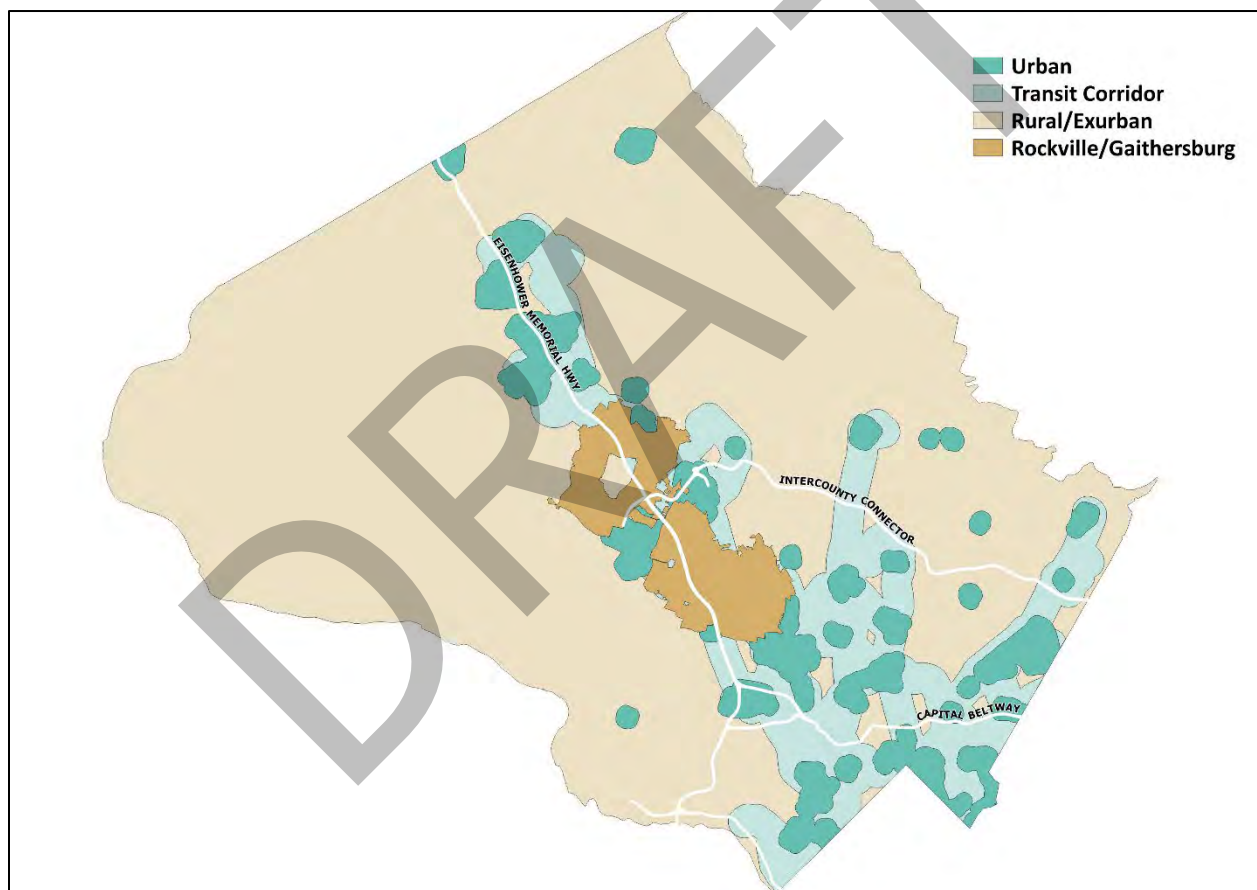 Urban
Transit Corridor
Rural/Exurban
Rockville/Gaithersburg
EISENHOWER MEMORIAL HWY
INTERCOUNTY CONNECTOR
CAPITAL BELTWAY
DRAFT